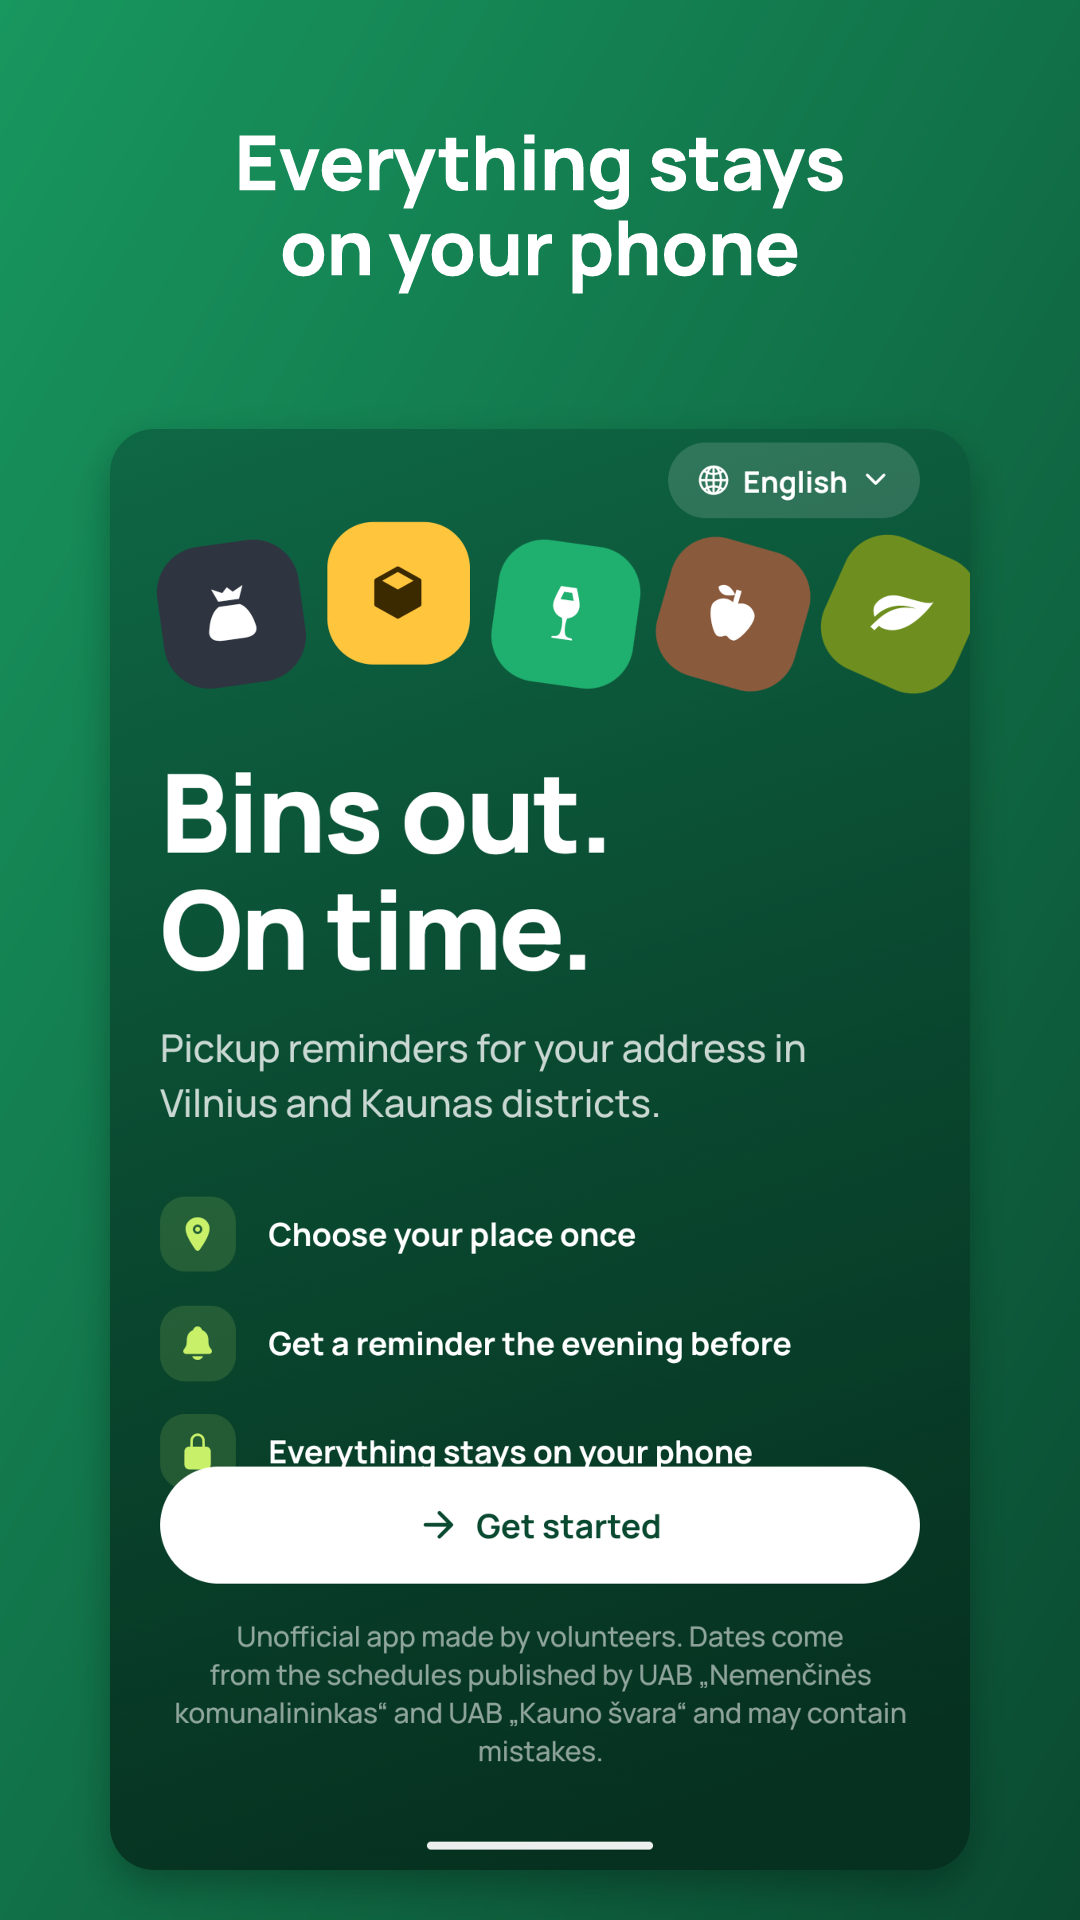 Everything stays
on your phone
English
Bins out.
On time.
Pickup reminders for your address in
Vilnius and Kaunas districts.
Choose your place once
Get a reminder the evening before
Everything stays on your phone
Get started
Unofficial app made by volunteers. Dates come
from the schedules published by UAB „Nemenčinės
komunalininkas“ and UAB „Kauno švara“ and may contain
mistakes.